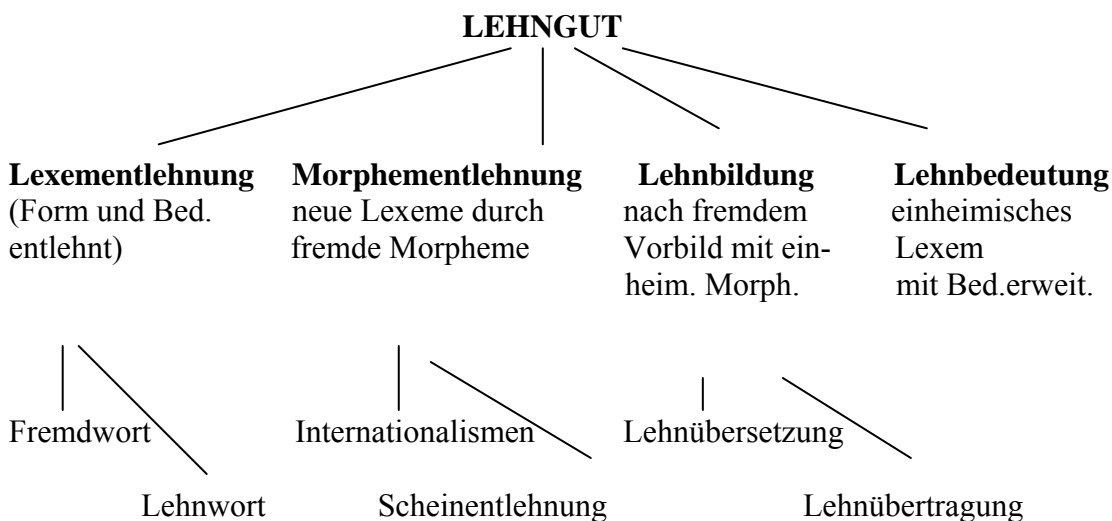 LEHNGUT
Lexementlehnung Morphementlehnung Lehnbildung Lehnbedeutung
(Form und Bed. neue Lexeme durch nach fremdem einheimisches
entlehnt) fremde Morpheme Vorbild mit ein- Lexem
heim. Morph. mit Bed.erweit.
Fremdwort Internationalismen Lehnübersetzung
Lehnwort Scheinentlehnung Lehnübertragung